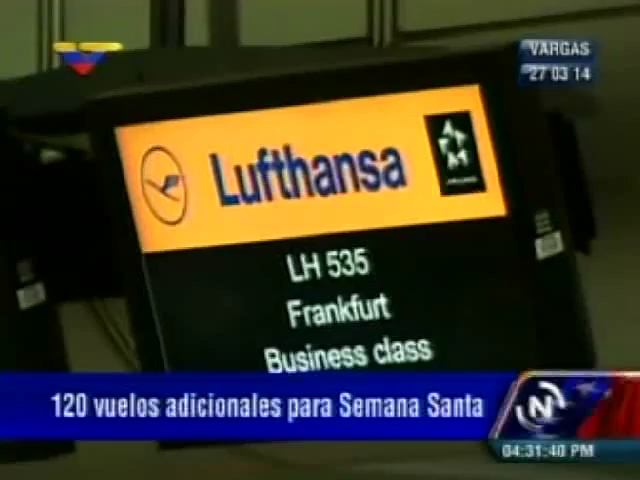 VARGAS
27 03 14
Lufthansa
LH 535
Frankfurt
Business class
120 vuelos adicionales para Semana Santa
N
04:31:40 PM